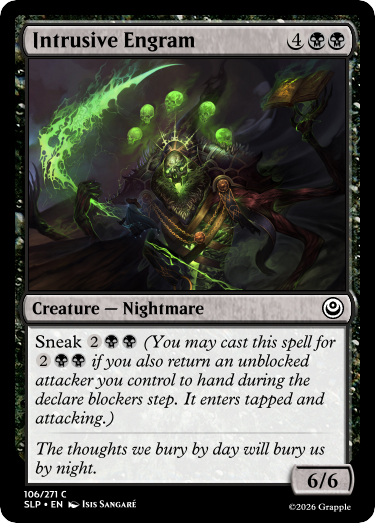 Intrusive Engram 4
Creature — Nightmare
Sneak 2 (You may cast this spell for
2 if you also return an unblocked
attacker you control to hand during the
declare blockers step. It enters tapped and
attacking.)
The thoughts we bury by day will bury us
by night.
6/6
106/271 C
SLP • EN Isis Sangaré
©2026 Grapple